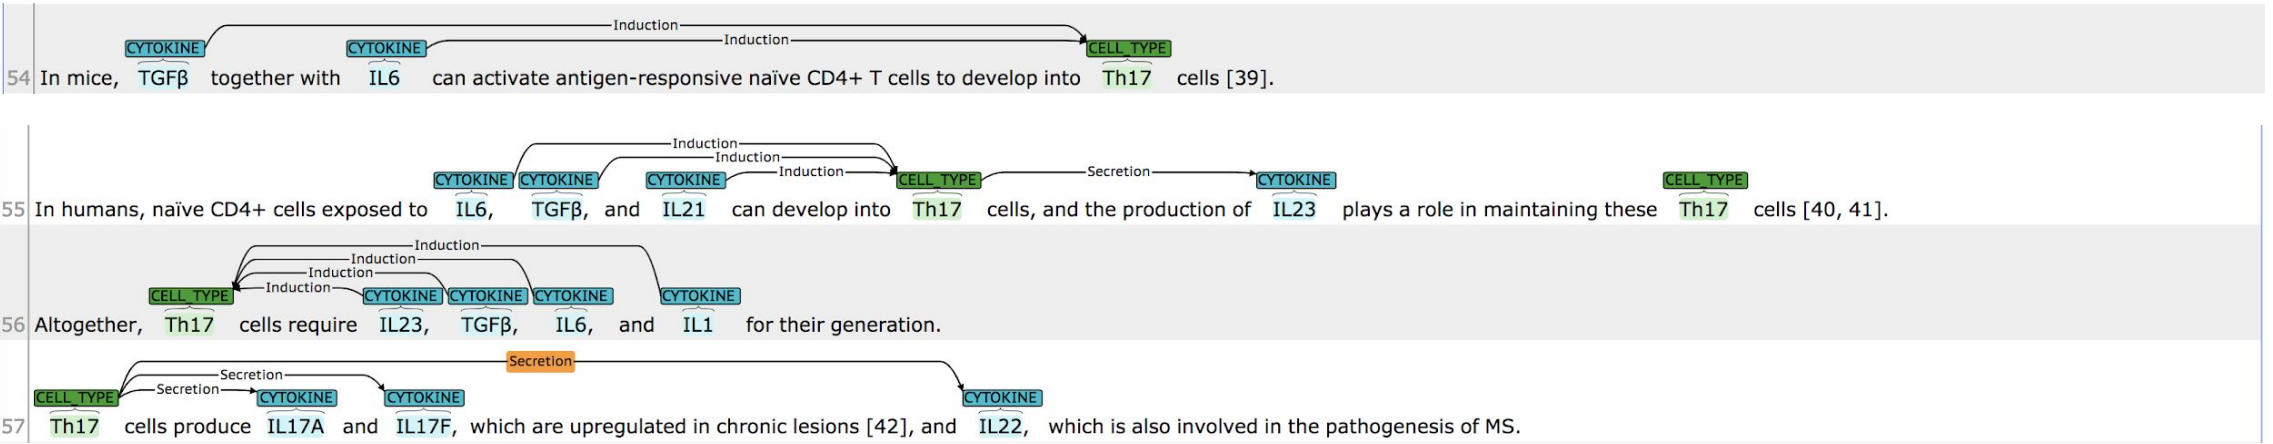 Induction
Induction
CYTOKINE CYTOKINE CELL_TYPE
54 In mice, TGFβ together with IL6 can activate antigen-responsive naïve CD4+ T cells to develop into Th17 cells [39].
Induction
Induction
Induction Secretion
CYTOKINE CYTOKINE CYTOKINE CELL_TYPE CYTOKINE CELL_TYPE
55 In humans, naïve CD4+ cells exposed to IL6, TGFβ, and IL21 can develop into Th17 cells, and the production of IL23 plays a role in maintaining these Th17 cells [40, 41].
Induction
Induction
Induction
Induction
CELL_TYPE CYTOKINE CYTOKINE CYTOKINE CYTOKINE
56 Altogether, Th17 cells require IL23, TGFβ, IL6, and IL1 for their generation.
Secretion
Secretion
Secretion
CELL_TYPE CYTOKINE CYTOKINE CYTOKINE
57 Th17 cells produce IL17A and IL17F, which are upregulated in chronic lesions [42], and IL22, which is also involved in the pathogenesis of MS.